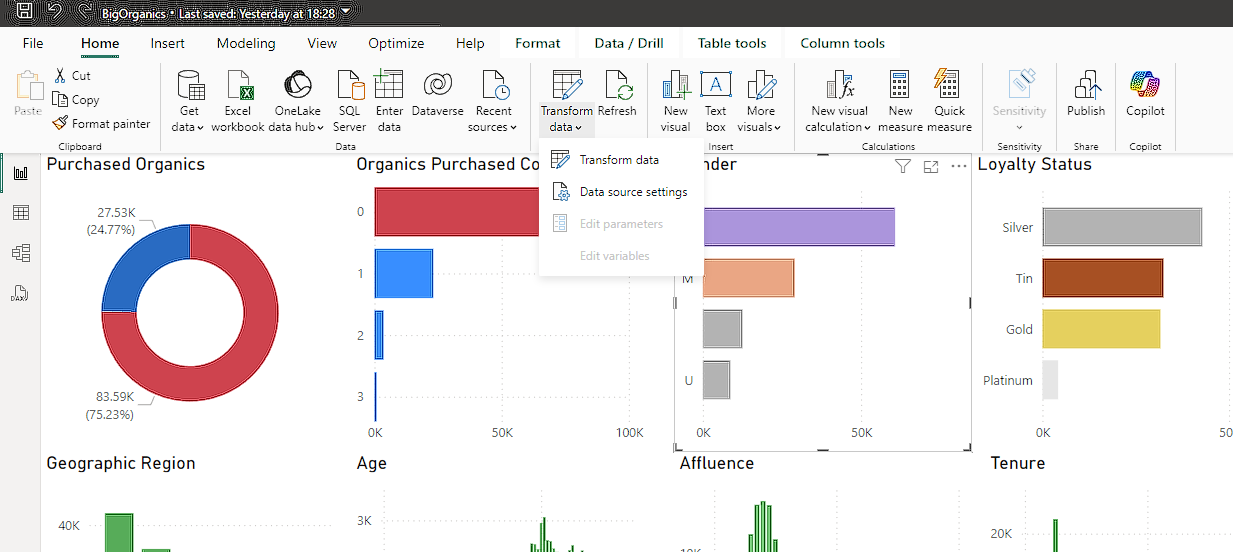 BigOrganics • Last saved: Yesterday at 18:28
File Home Insert Modeling View Optimize Help Format Data / Drill Table tools Column tools
Paste
Cut
Copy
Format painter
Clipboard
Get data
Excel workbook
OneLake data hub
SQL Server
Enter data
Dataverse
Recent sources
Data
Transform data
Refresh
New visual
Text box
More visuals
Insert
New visual calculation
New measure
Quick measure
Calculations
Sensitivity
Sensitivity
Publish
Share
Copilot
Copilot
Transform data
Data source settings
Edit parameters
Edit variables
DAX
Purchased Organics
27.53K
(24.77%)
83.59K
(75.23%)
Organics Purchased Co
0
1
2
3
0K 50K 100K
nder
M
U
0K 50K
Loyalty Status
Silver
Tin
Gold
Platinum
0K 50
Geographic Region
40K
Age
3K
Affluence
Tenure
20K